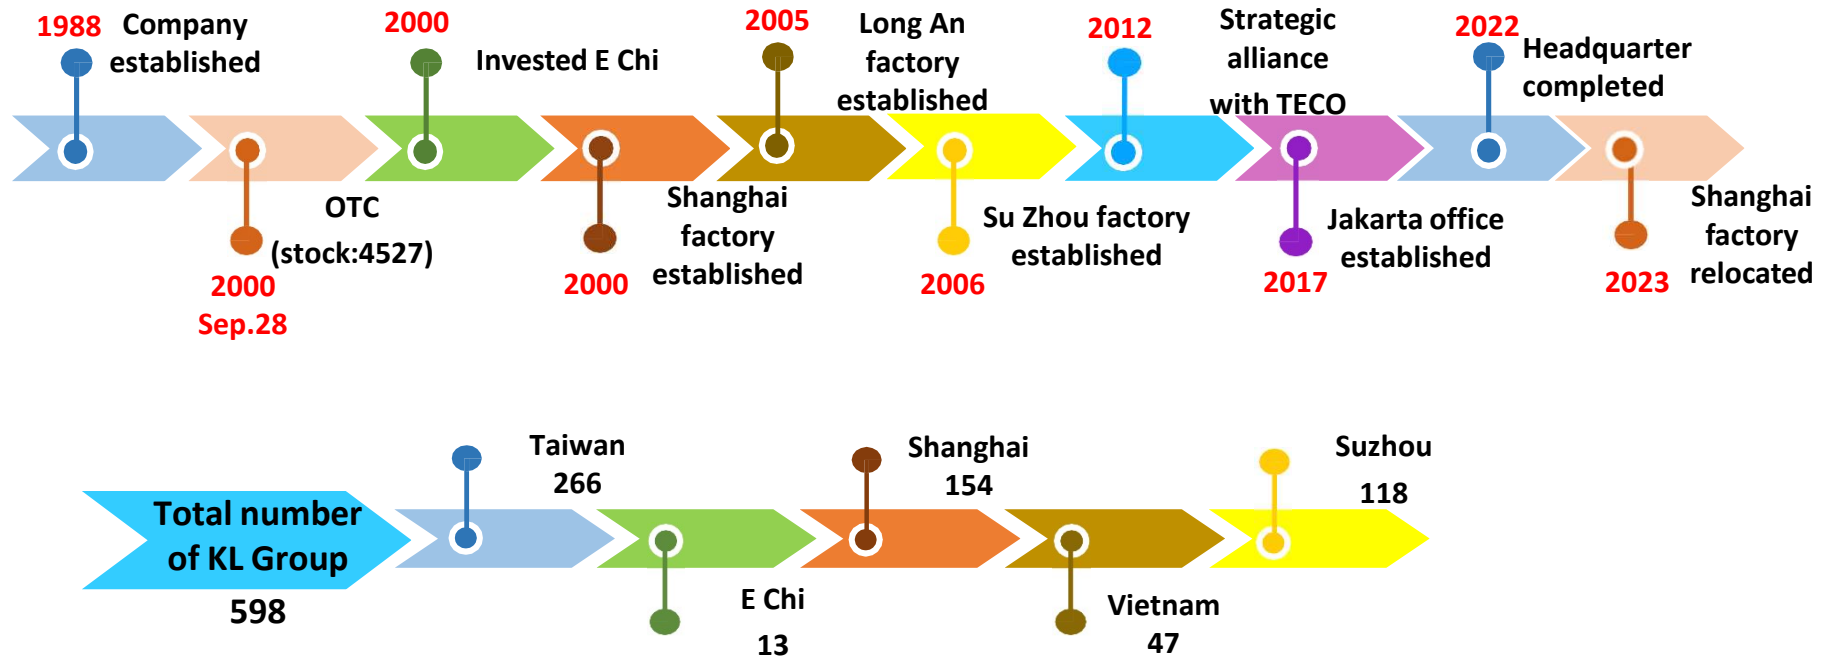 1988
Company
established
2000
Sep.28
OTC
(stock:4527)
2000
Invested E Chi
2000
Shanghai
factory
established
2005
Long An
factory
established
2006
Su Zhou factory
established
2012
Strategic
alliance
with TECO
2017
Jakarta office
established
2022
Headquarter
completed
2023
Shanghai
factory
relocated
Total number
of KL Group
598
Taiwan
266
E Chi
13
Shanghai
154
Vietnam
47
Suzhou
118